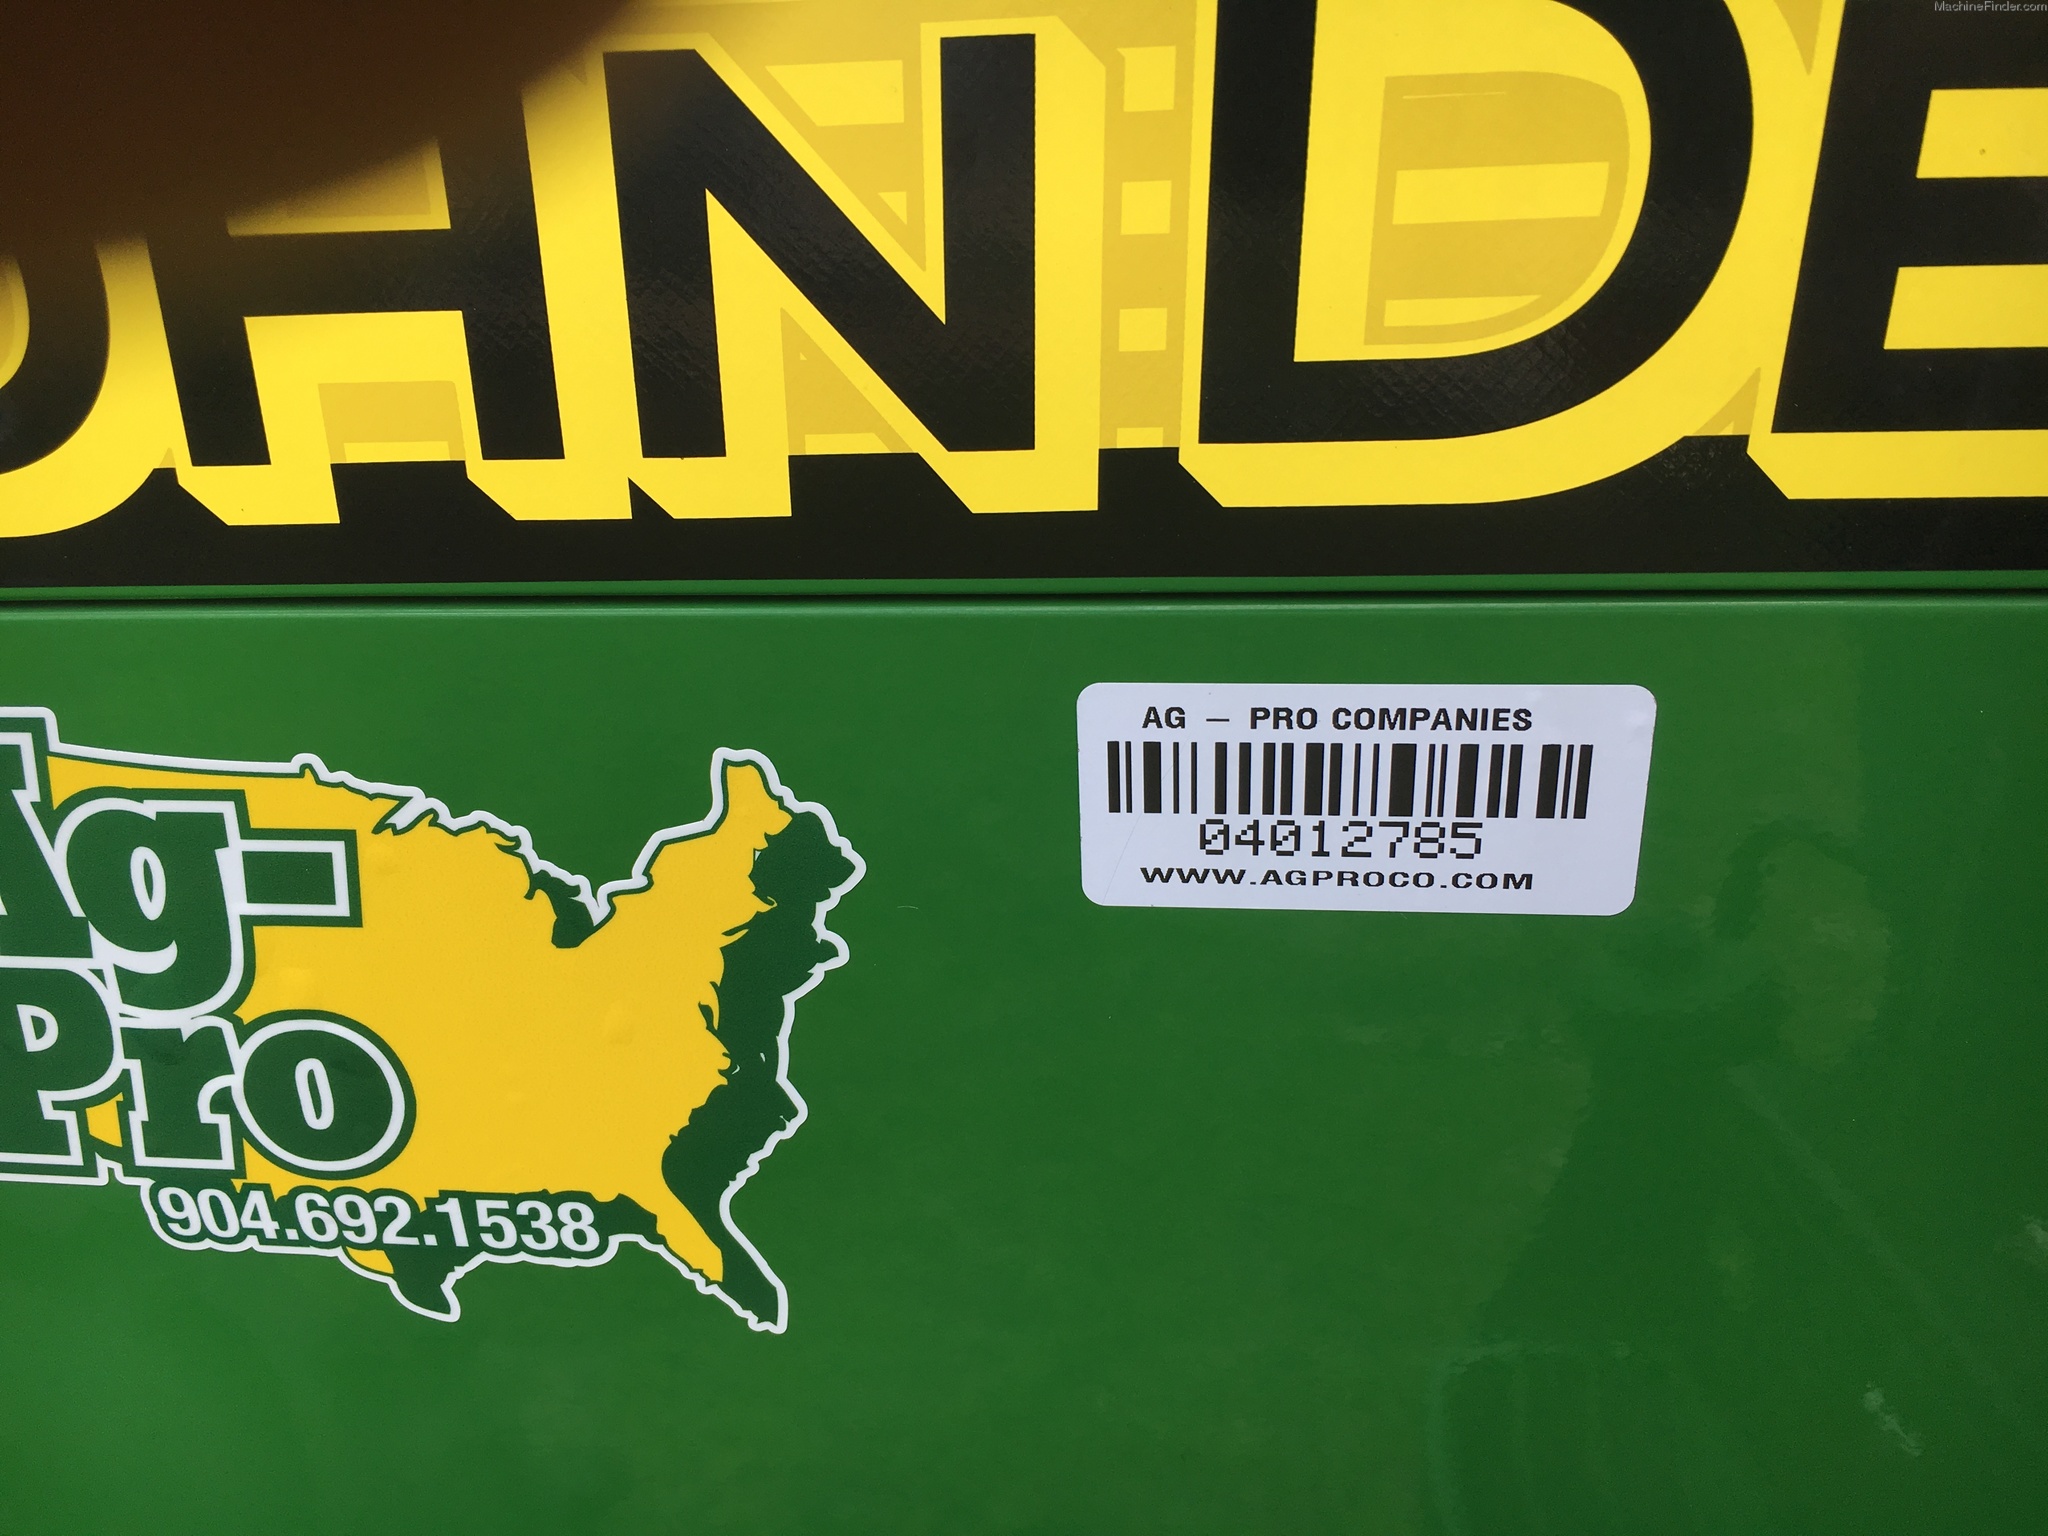 MachineFinder.com
OHN DE
AG – PRO COMPANIES
04012785
WWW.AGPROCO.COM
Ag-
Pro
904.692.1538